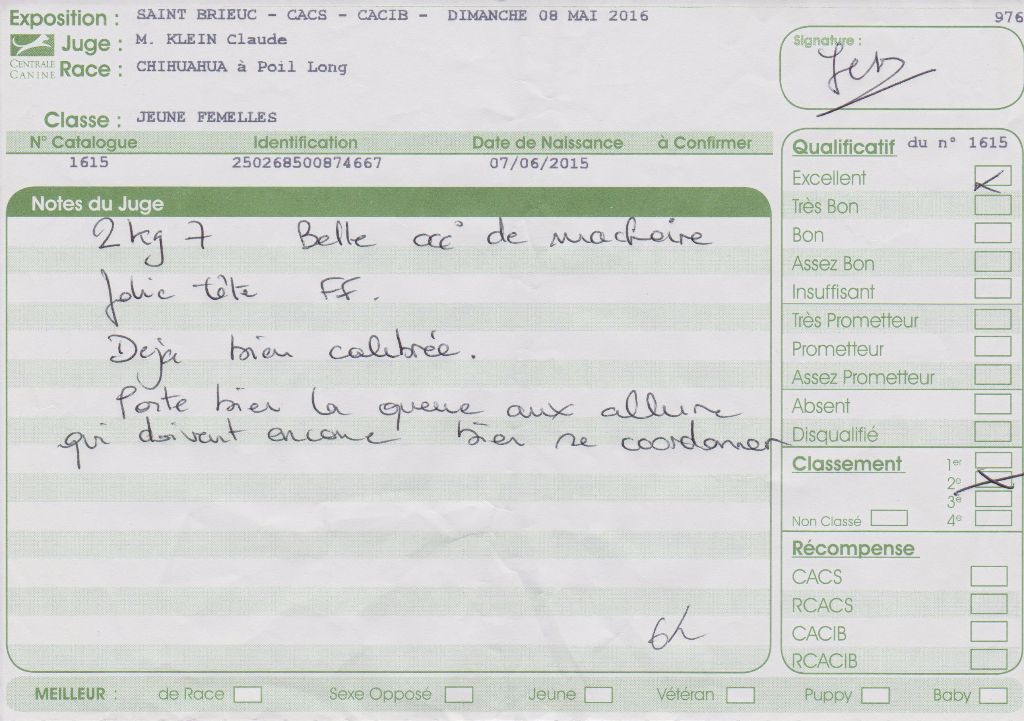 Exposition : SAINT BRIEUC - CACS - CACIB - DIMANCHE 08 MAI 2016
976
Juge : M. KLEIN Claude
CENTRALE CANINE
Race : CHIHUAHUA à Poil Long
Signature :
Classe : JEUNE FEMELLES
N° Catalogue Identification Date de Naissance à Confirmer
1615 250268500874667 07/06/2015
Notes du Juge
2 kg 7 Belle de machoire
Jolie tête FF.
Deja bien calibrée.
Porte bien la queue aux allure
qui doivent encore bien se coordonner
Qualificatif du n° 1615
Excellent
Très Bon
Bon
Assez Bon
Insuffisant
Très Prometteur
Prometteur
Assez Prometteur
Absent
Disqualifié
Classement 1er
2e
3e
Non Classé 4e
Récompense
CACS
RCACS
CACIB
RCACIB
MEILLEUR : de Race Sexe Opposé Jeune Vétéran Puppy Baby